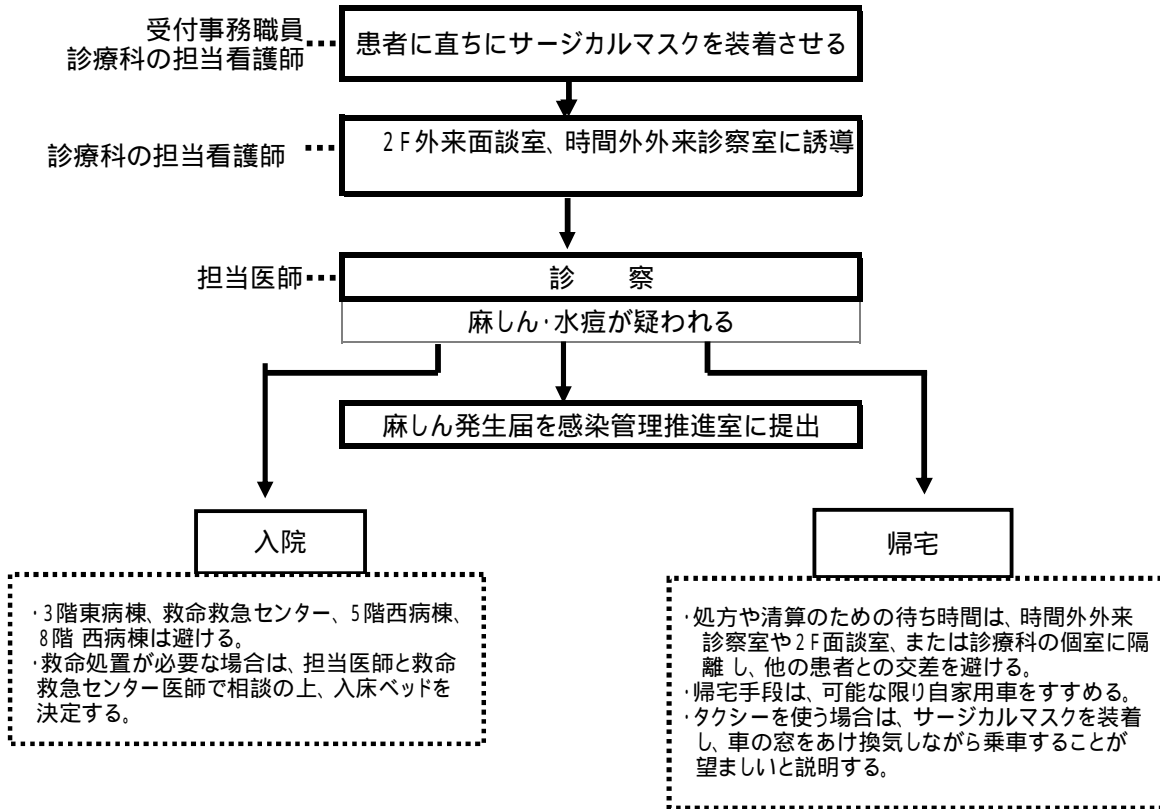 受付事務職員
診療科の担当看護師
患者に直ちにサージカルマスクを装着させる
診療科の担当看護師
2F外来面談室、時間外外来診察室に誘導
担当医師
診　　察
麻しん・水痘が疑われる
麻しん発生届を感染管理推進室に提出
入院
・3階東病棟、救命救急センター、5階西病棟、
8階 西病棟は避ける。
・救命処置が必要な場合は、担当医師と救命
救急センター医師で相談の上、入床ベッドを
決定する。
帰宅
・処方や清算のための待ち時間は、時間外外来
診察室や2F面談室、または診療科の個室に隔
離 し、他の患者との交差を避ける。
・帰宅手段は、可能な限り自家用車をすすめる。
・タクシーを使う場合は、サージカルマスクを装着
し、車の窓をあけ換気しながら乗車することが
望ましいと説明する。